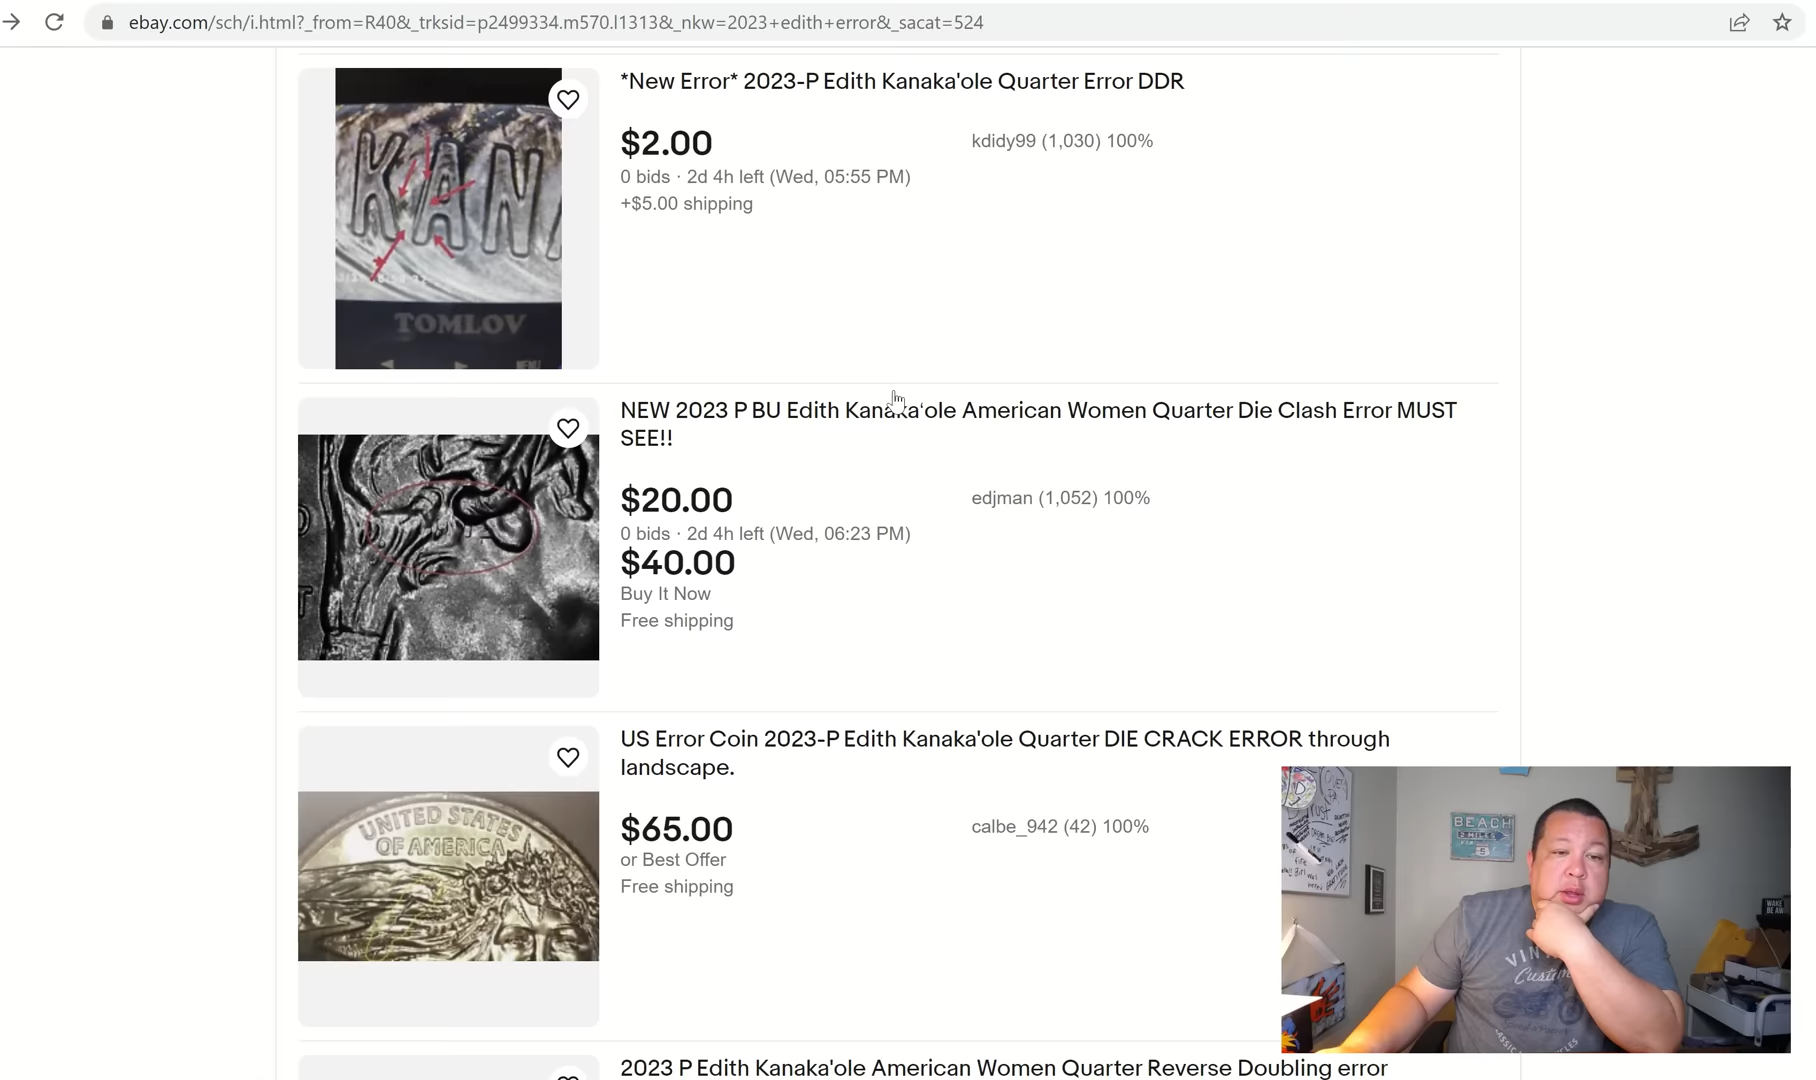 ebay.com/sch/i.html?_from=R40&_trksid=p2499334.m570.l1313&_nkw=2023+edith+error&_sacat=524
*New Error* 2023-P Edith Kanaka'ole Quarter Error DDR
$2.00
kdidy99 (1,030) 100%
0 bids · 2d 4h left (Wed, 05:55 PM)
+$5.00 shipping
KANA
TOMLOV
MENU
NEW 2023 P BU Edith Kanaka'ole American Women Quarter Die Clash Error MUST
SEE!!
$20.00
edjman (1,052) 100%
0 bids · 2d 4h left (Wed, 06:23 PM)
$40.00
Buy It Now
Free shipping
US Error Coin 2023-P Edith Kanaka'ole Quarter DIE CRACK ERROR through
landscape.
$65.00
calbe_942 (42) 100%
or Best Offer
Free shipping
UNITED STATES
OF AMERICA
BEACH
2 MILES
VIN
Custom
2023 P Edith Kanaka'ole American Women Quarter Reverse Doubling error